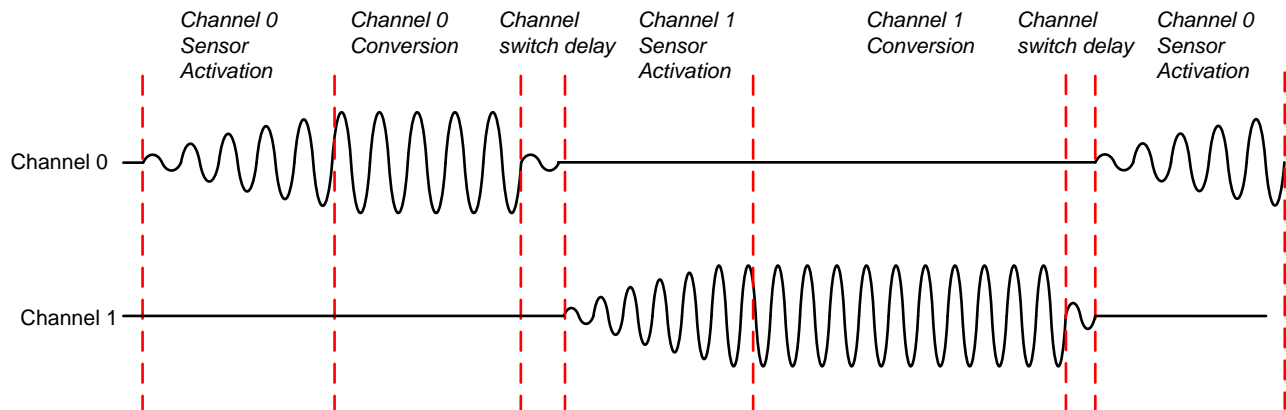 Channel 0
Sensor
Activation
Channel 0
Conversion
Channel
switch delay
Channel 1
Sensor
Activation
Channel 1
Conversion
Channel
switch delay
Channel 0
Sensor
Activation
Channel 0
Channel 1